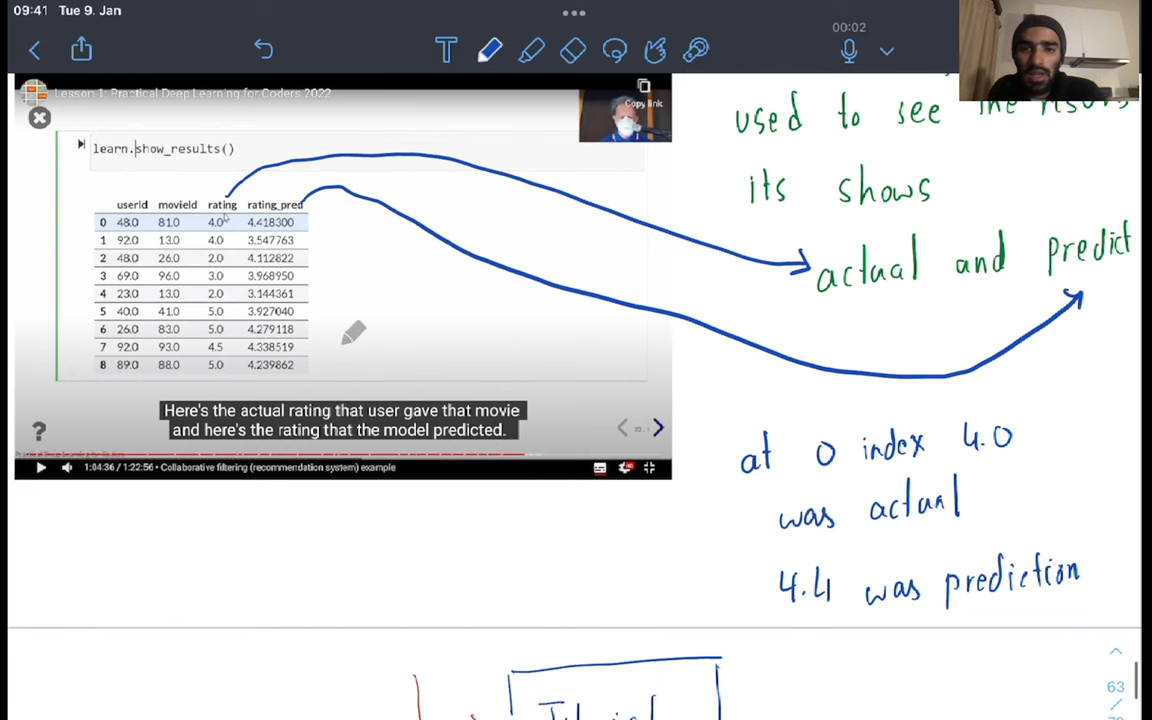 09:41 Tue 9. Jan
00:02
Lesson 1: Practical Deep Learning for Coders 2022
Copy link
learn.show_results()
userId movieId rating rating_pred
0 48.0 81.0 4.0 4.418300
1 92.0 13.0 4.0 3.547763
2 48.0 26.0 2.0 4.112822
3 69.0 96.0 3.0 3.968950
4 23.0 13.0 2.0 3.144361
5 40.0 41.0 5.0 3.927040
6 26.0 83.0 5.0 4.279118
7 92.0 93.0 4.5 4.338519
8 89.0 88.0 5.0 4.239862
Here's the actual rating that user gave that movie
and here's the rating that the model predicted.
1:04:36 / 1:22:56 • Collaborative filtering (recommendation system) example
used to see the
its shows
actual and predict
at 0 index 4.0
was actual
4.4 was prediction
63